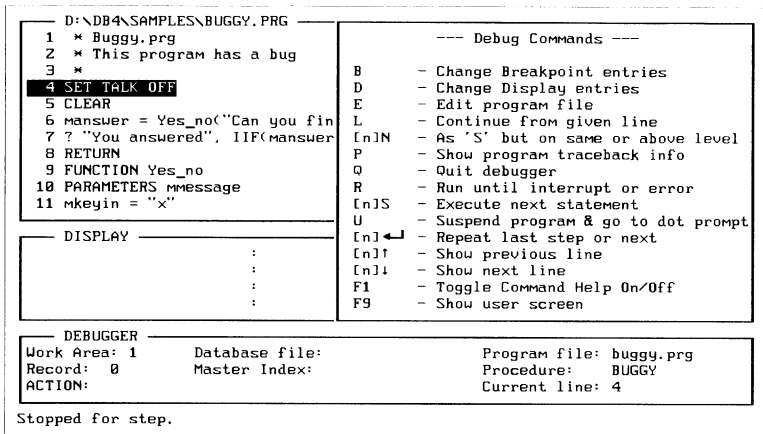 D:\DB4\SAMPLES\BUGGY.PRG
1 * Buggy.prg
2 * This program has a bug
3 *
4 SET TALK OFF
5 CLEAR
6 manswer = Yes_no("Can you fin
7 ? "You answered", IIF(manswer
8 RETURN
9 FUNCTION Yes_no
10 PARAMETERS mmessage
11 mkeyin = "x"
--- Debug Commands ---
B - Change Breakpoint entries
D - Change Display entries
E - Edit program file
L - Continue from given line
[n]N - As 'S' but on same or above level
P - Show program traceback info
Q - Quit debugger
R - Run until interrupt or error
[n]S - Execute next statement
U - Suspend program & go to dot prompt
[n]↵ - Repeat last step or next
[n]↑ - Show previous line
[n]↓ - Show next line
F1 - Toggle Command Help On/Off
F9 - Show user screen
DISPLAY
:
:
:
DEBUGGER
Work Area: 1 Database file: Program file: buggy.prg
Record: 0 Master Index: Procedure: BUGGY
ACTION: Current line: 4
Stopped for step.